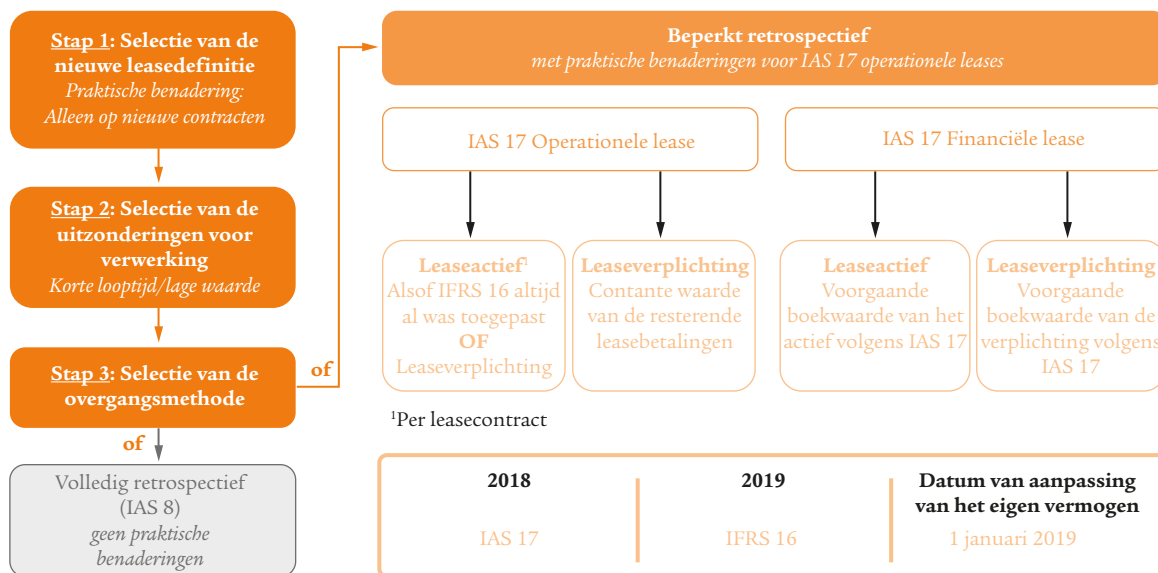 Stap 1: Selectie van de
nieuwe leasedefinitie
Praktische benadering:
Alleen op nieuwe contracten
Stap 2: Selectie van de
uitzonderingen voor
verwerking
Korte looptijd/lage waarde
Stap 3: Selectie van de
overgangsmethode
of
of
Volledig retrospectief
(IAS 8)
geen praktische
benaderingen
Beperkt retrospectief
met praktische benaderingen voor IAS 17 operationele leases
IAS 17 Operationele lease
IAS 17 Financiële lease
Leaseactief¹
Alsof IFRS 16 altijd
al was toegepast
OF
Leaseverplichting
Leaseverplichting
Contante waarde
van de resterende
leasebetalingen
Leaseactief
Voorgaande
boekwaarde van het
actief volgens IAS 17
Leaseverplichting
Voorgaande
boekwaarde van de
verplichting volgens
IAS 17
¹Per leasecontract
2018
IAS 17
2019
IFRS 16
Datum van aanpassing
van het eigen vermogen
1 januari 2019